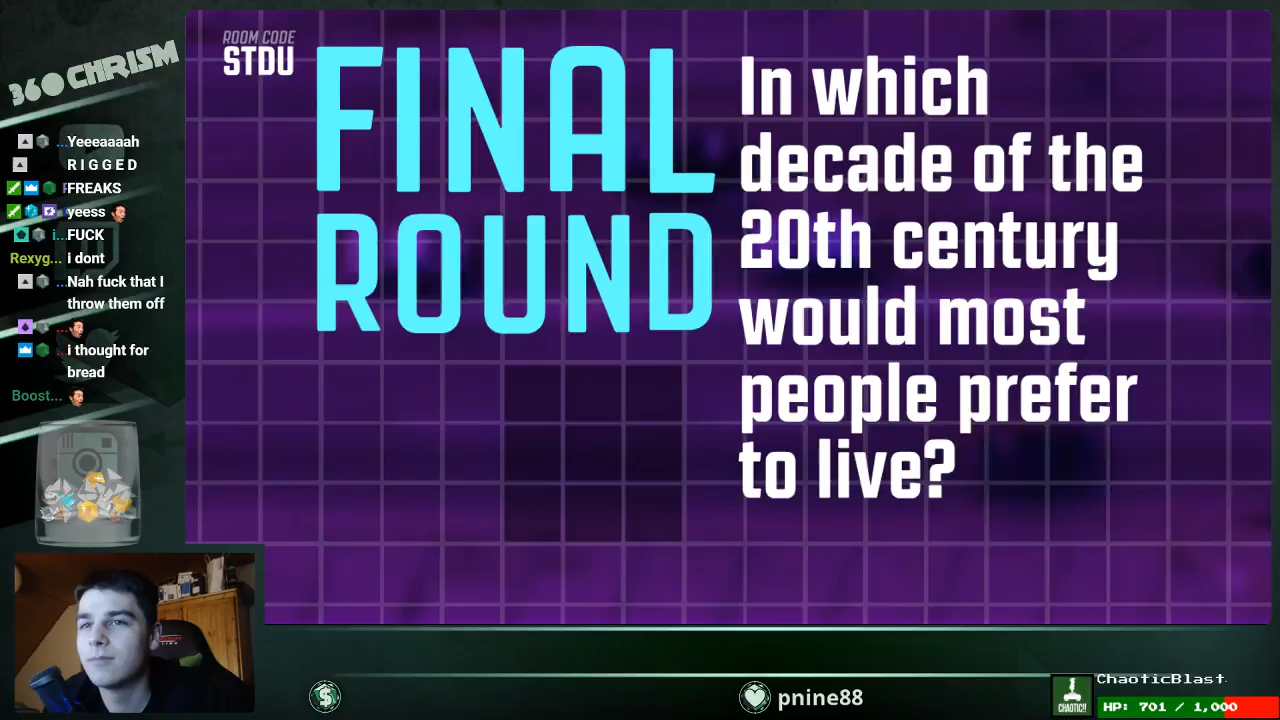 360 CHRISM
Yeeeaaaah
R I G G E D
FREAKS
yeess
i... FUCK
Rexyg... i dont
Nah fuck that I
throw them off
i thought for
bread
Boost...
ROOM CODE
STDU
FINAL
ROUND
In which
decade of the
20th century
would most
people prefer
to live?
pnine88
CHAOTIC!!
ChaoticBlast
HP: 701 / 1,000